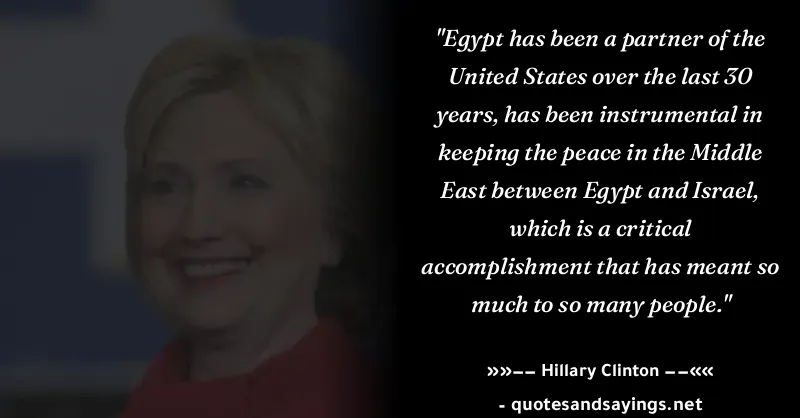 "Egypt has been a partner of the
United States over the last 30
years, has been instrumental in
keeping the peace in the Middle
East between Egypt and Israel,
which is a critical
accomplishment that has meant so
much to so many people."
»»–– Hillary Clinton ––««
- quotesandsayings.net